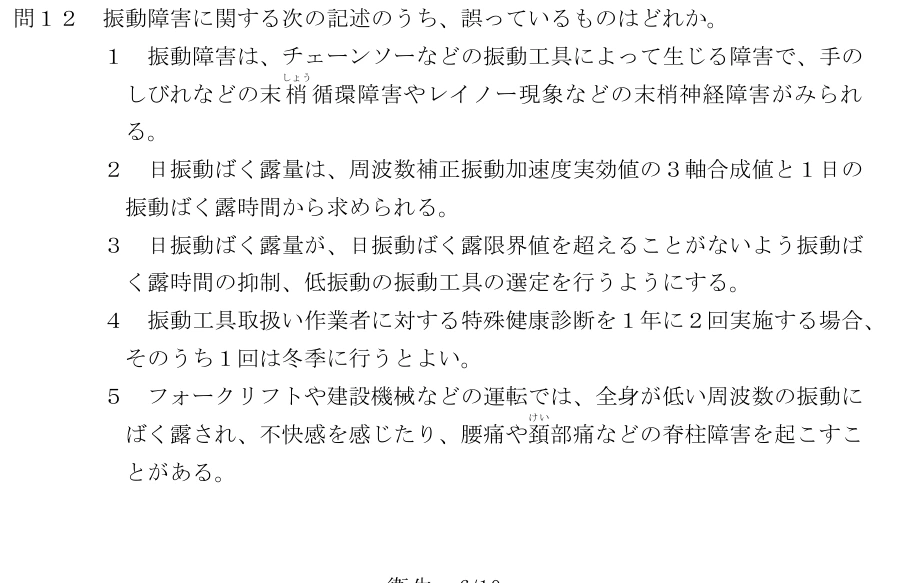 問１２　振動障害に関する次の記述のうち、誤っているものはどれか。
１　振動障害は、チェーンソーなどの振動工具によって生じる障害で、手の
しょう
しびれなどの末梢循環障害やレイノー現象などの末梢神経障害がみられ
る。
２　日振動ばく露量は、周波数補正振動加速度実効値の３軸合成値と１日の
振動ばく露時間から求められる。
３　日振動ばく露量が、日振動ばく露限界値を超えることがないよう振動ば
く露時間の抑制、低振動の振動工具の選定を行うようにする。
４　振動工具取扱い作業者に対する特殊健康診断を１年に２回実施する場合、
そのうち１回は冬季に行うとよい。
５　フォークリフトや建設機械などの運転では、全身が低い周波数の振動に
けい
ばく露され、不快感を感じたり、腰痛や頚部痛などの脊柱障害を起こすこ
とがある。